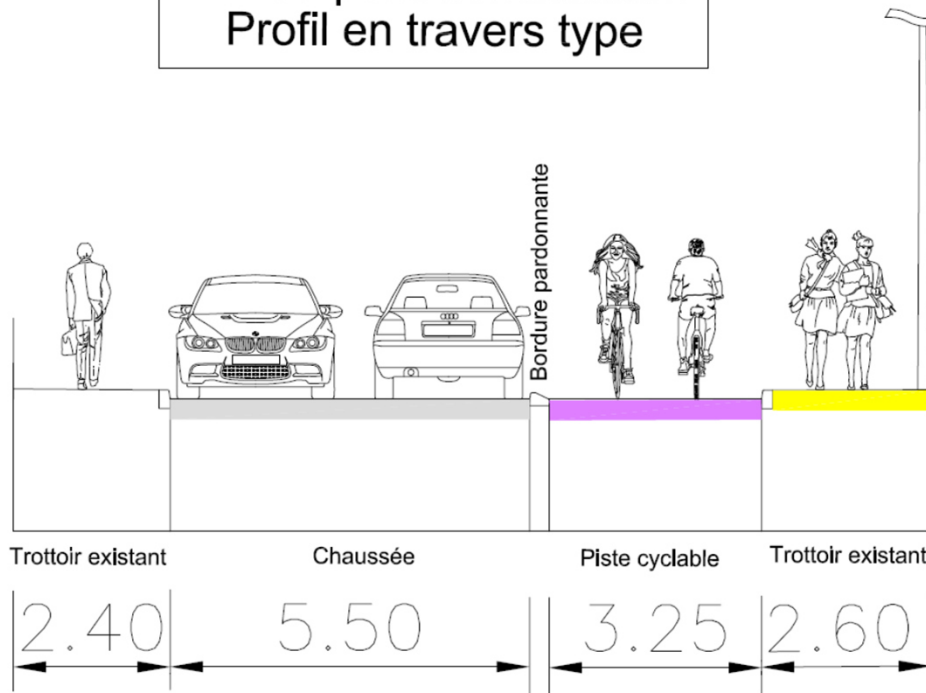 Profil en travers type
Bordure pardonnante
Trottoir existant
Chaussée
Piste cyclable
Trottoir existant
2.40
5.50
3.25
2.60